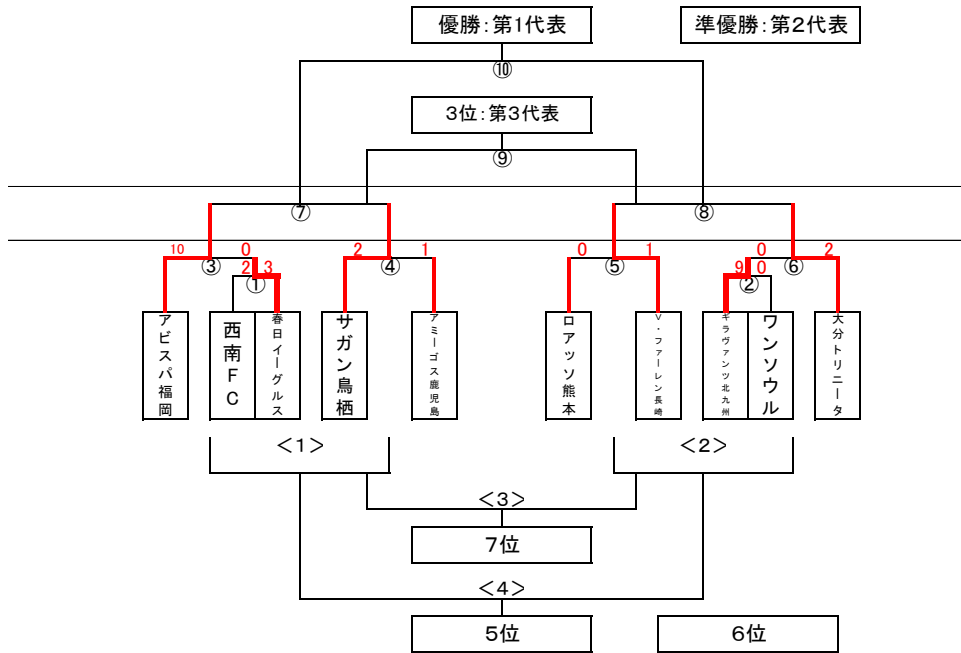 優勝:第1代表
準優勝:第2代表
⑩
3位:第3代表
⑨
⑦
⑧
10
0
2
1
0
1
0
2
③
④
⑤
⑥
2
3
9
0
①
②
アビスパ福岡
西南FC
春日イーグルス
サガン鳥栖
アミーゴス鹿児島
ロアッソ熊本
V・ファーレン長崎
ギラヴァンツ北九州
ワンソウル
大分トリニータ
<1>
<2>
<3>
7位
<4>
5位
6位